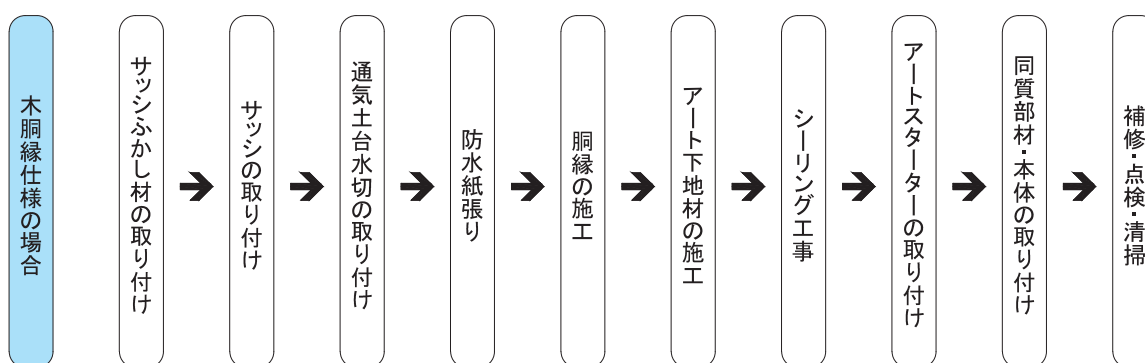 木胴縁仕様の場合
サッシふかし材の取り付け
サッシの取り付け
通気土台水切の取り付け
防水紙張り
胴縁の施工
アート下地材の施工
シーリング工事
アートスターターの取り付け
同質部材・本体の取り付け
補修・点検・清掃